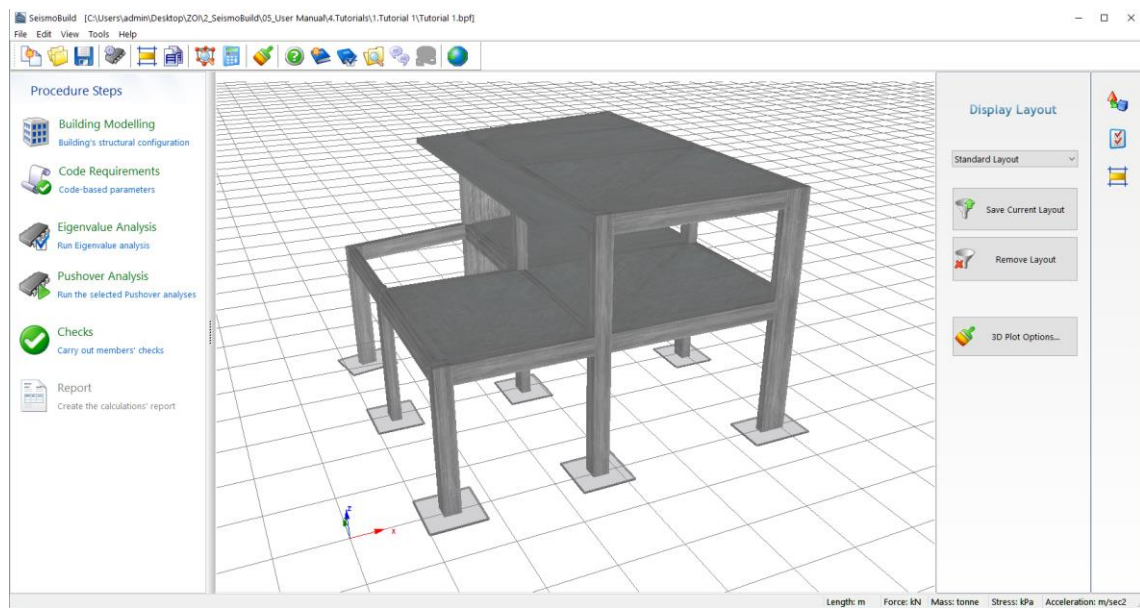 SeismoBuild [C:\Users\admin\Desktop\ZOI\2_SeismoBuild\05_User Manual\4.Tutorials\1.Tutorial 1\Tutorial 1.bpf]
File Edit View Tools Help
Procedure Steps
Building Modelling
Building's structural configuration
Code Requirements
Code-based parameters
Eigenvalue Analysis
Run Eigenvalue analysis
Pushover Analysis
Run the selected Pushover analyses
Checks
Carry out members' checks
Report
Create the calculations' report
z
x
Display Layout
Standard Layout
Save Current Layout
Remove Layout
3D Plot Options...
Length: m Force: kN Mass: tonne Stress: kPa Acceleration: m/sec2